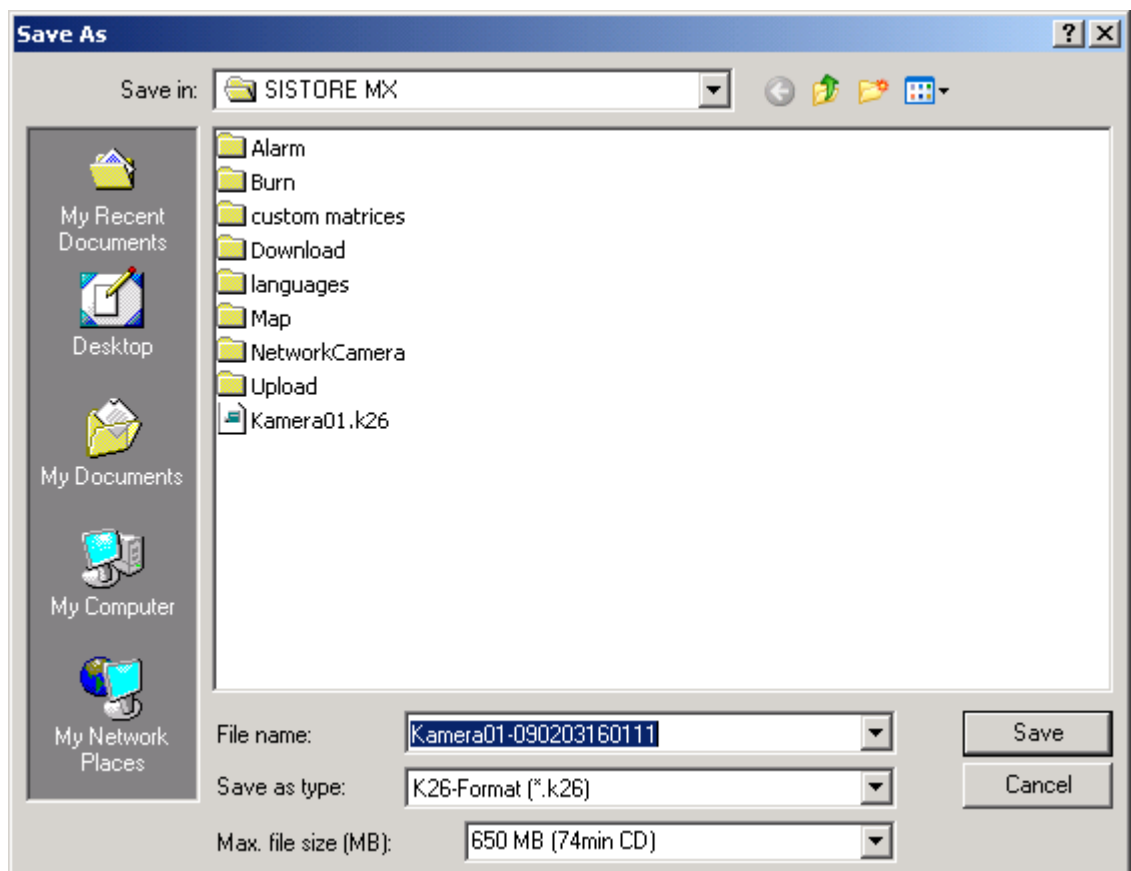 Save As
Save in:
SISTORE MX
My Recent
Documents
Desktop
My Documents
My Computer
My Network
Places
Alarm
Burn
custom matrices
Download
languages
Map
NetworkCamera
Upload
Kamera01.k26
File name:
Kamera01-090203160111
Save
Save as type:
K26-Format (*.k26)
Cancel
Max. file size (MB):
650 MB (74min CD)